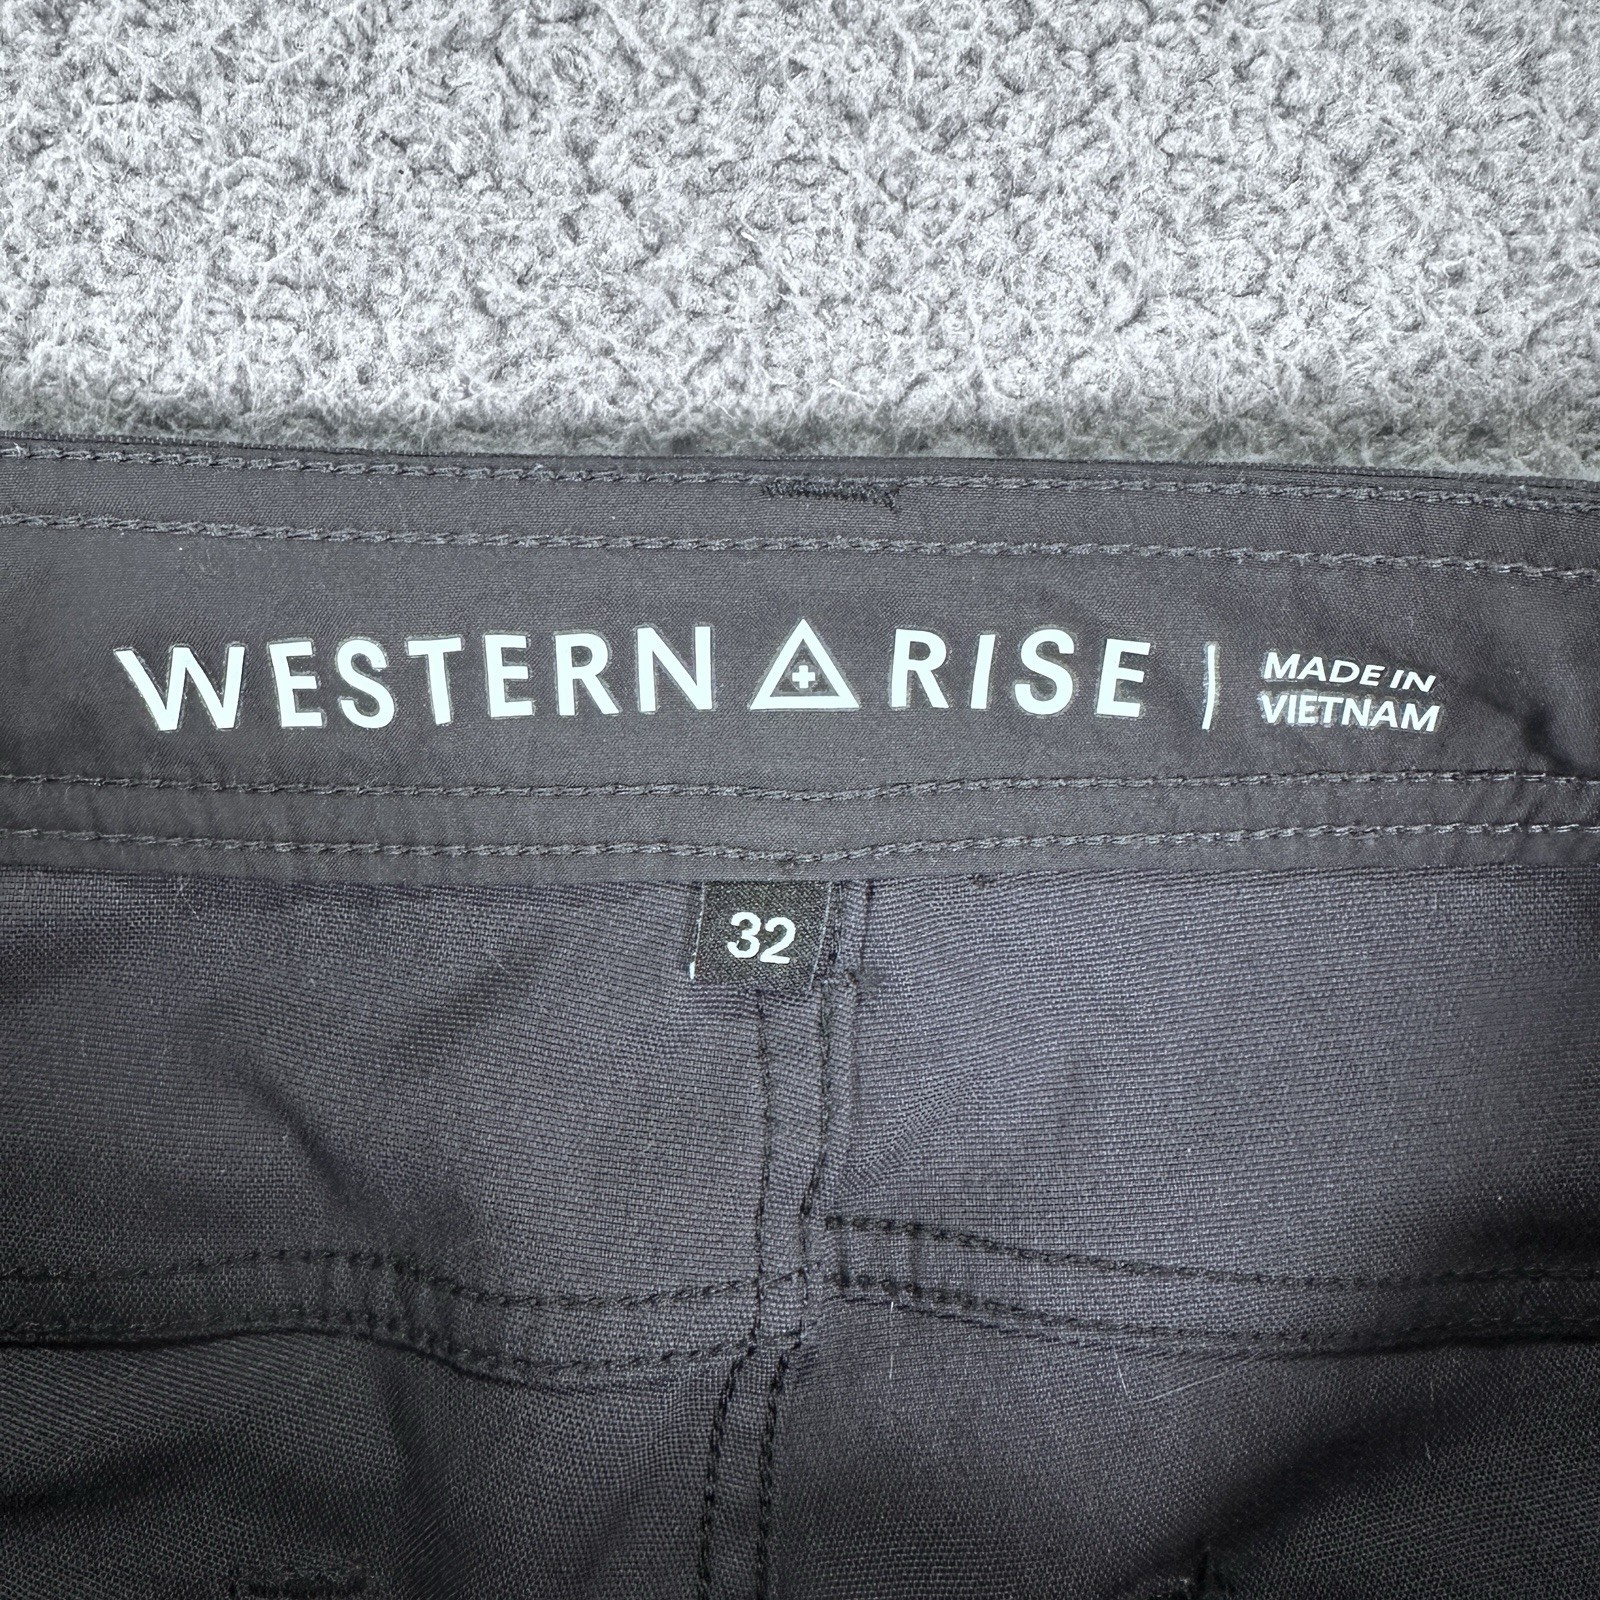 WESTERN RISE | MADE IN
VIETNAM
32